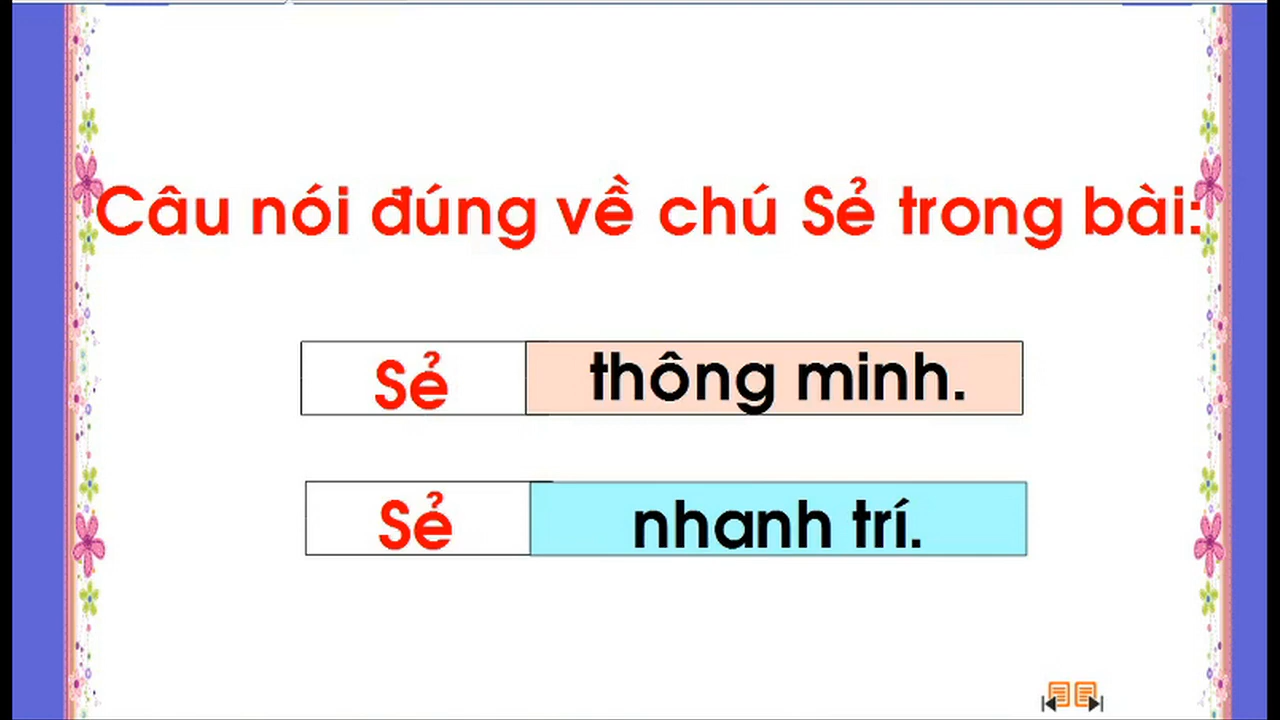 Câu nói đúng về chú Sẻ trong bài:
Sẻ thông minh.
Sẻ nhanh trí.